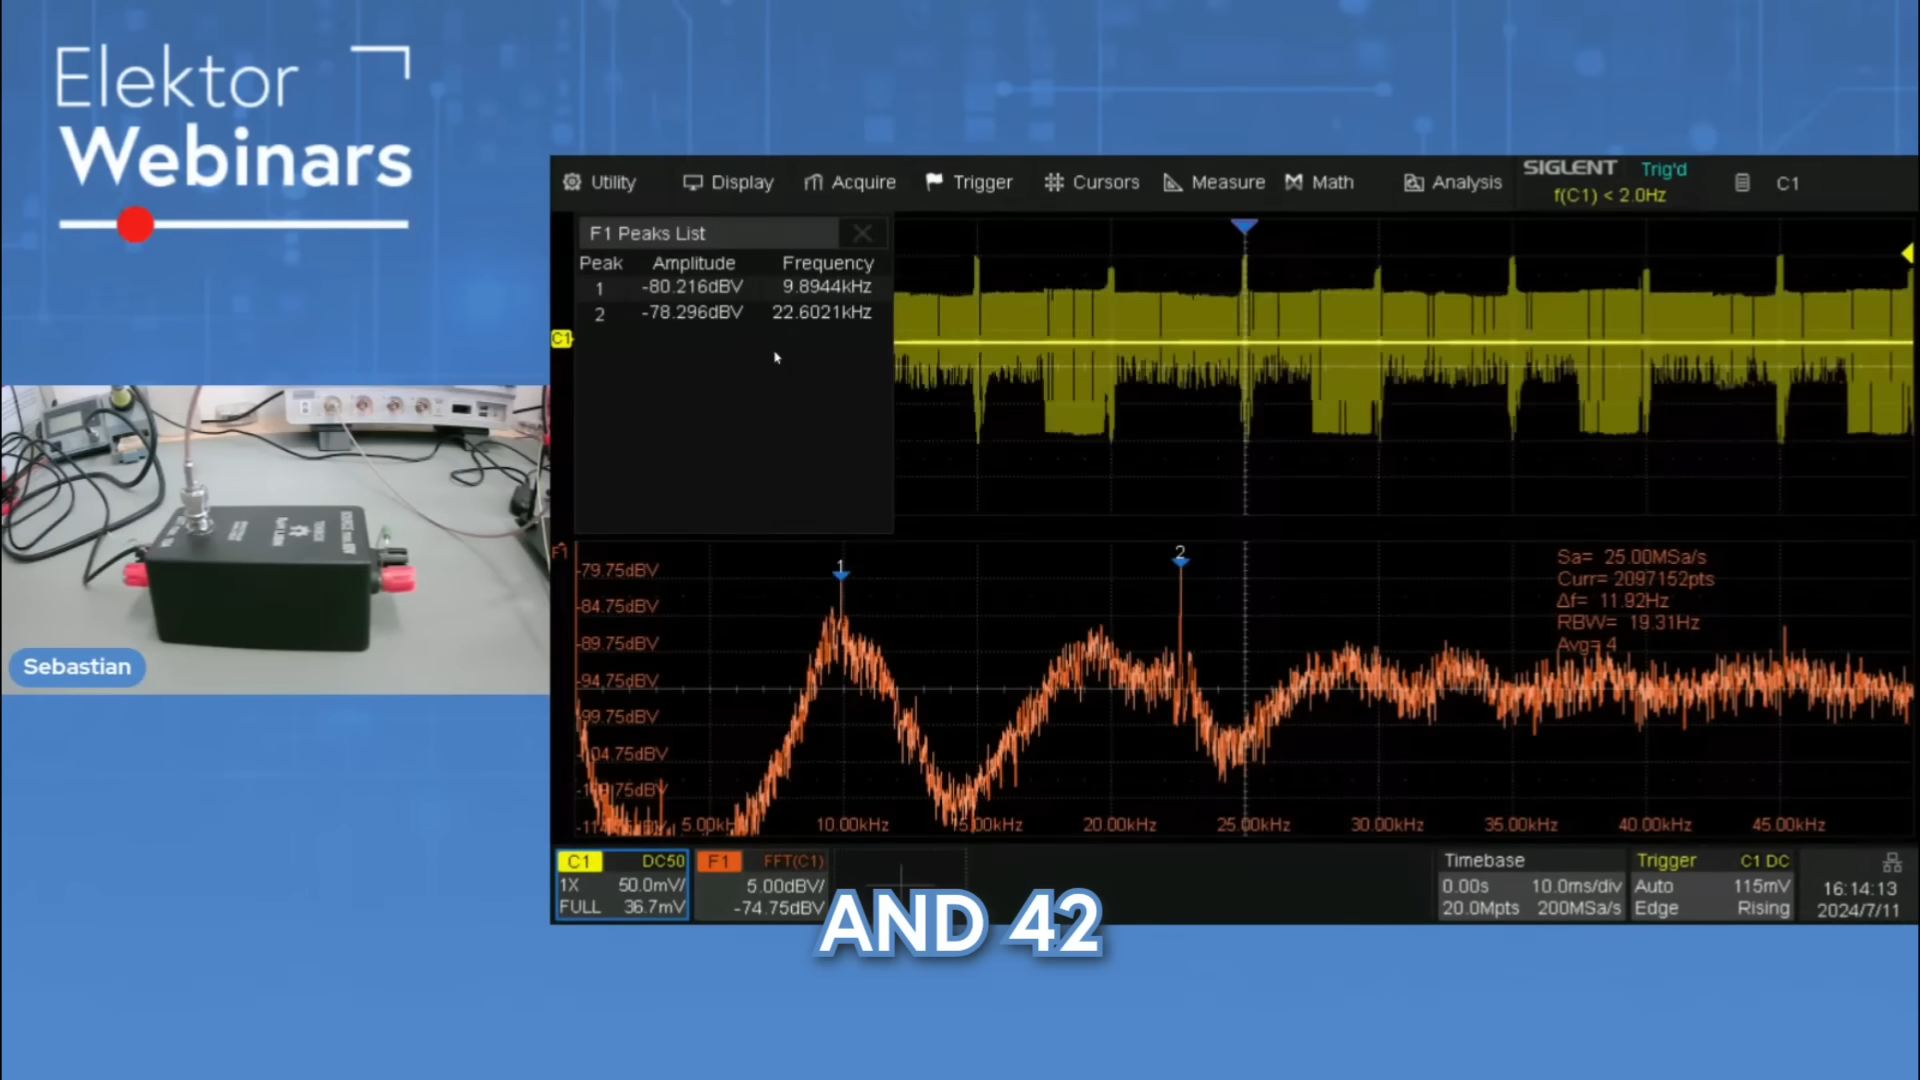 Elektor
Webinars
Utility Display Acquire Trigger Cursors Measure Math Analysis
SIGLENT Trig'd
f(C1) < 2.0Hz
C1
F1 Peaks List
Peak Amplitude Frequency
1 -80.216dBV 9.8944kHz
2 -78.296dBV 22.6021kHz
C1
F1
1
2
-79.75dBV
-84.75dBV
-89.75dBV
-94.75dBV
-99.75dBV
-104.75dBV
Sa= 25.00MSa/s
Curr= 2097152pts
Δf= 11.92Hz
RBW= 19.31Hz
Avg= 4
5.00kHz 10.00kHz 15.00kHz 20.00kHz 25.00kHz 30.00kHz 35.00kHz 40.00kHz 45.00kHz
Sebastian
C1 DC50
1X 50.0mV/
FULL 36.7mV
F1 FFT(C1)
5.00dBV/
-74.75dBV
Timebase
0.00s 10.0ms/div
20.0Mpts 200MSa/s
Trigger C1 DC
Auto 115mV
Edge Rising
16:14:13
2024/7/11
AND 42